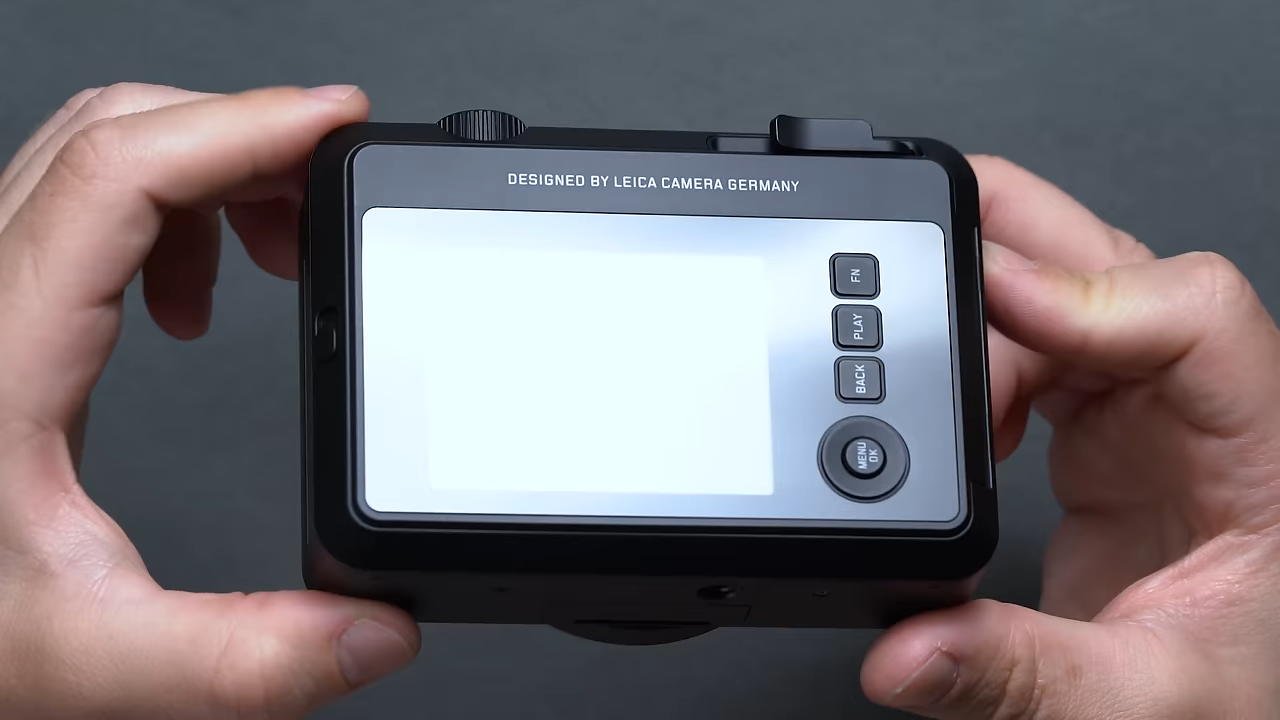 DESIGNED BY LEICA CAMERA GERMANY
FN
PLAY
BACK
MENU
OK